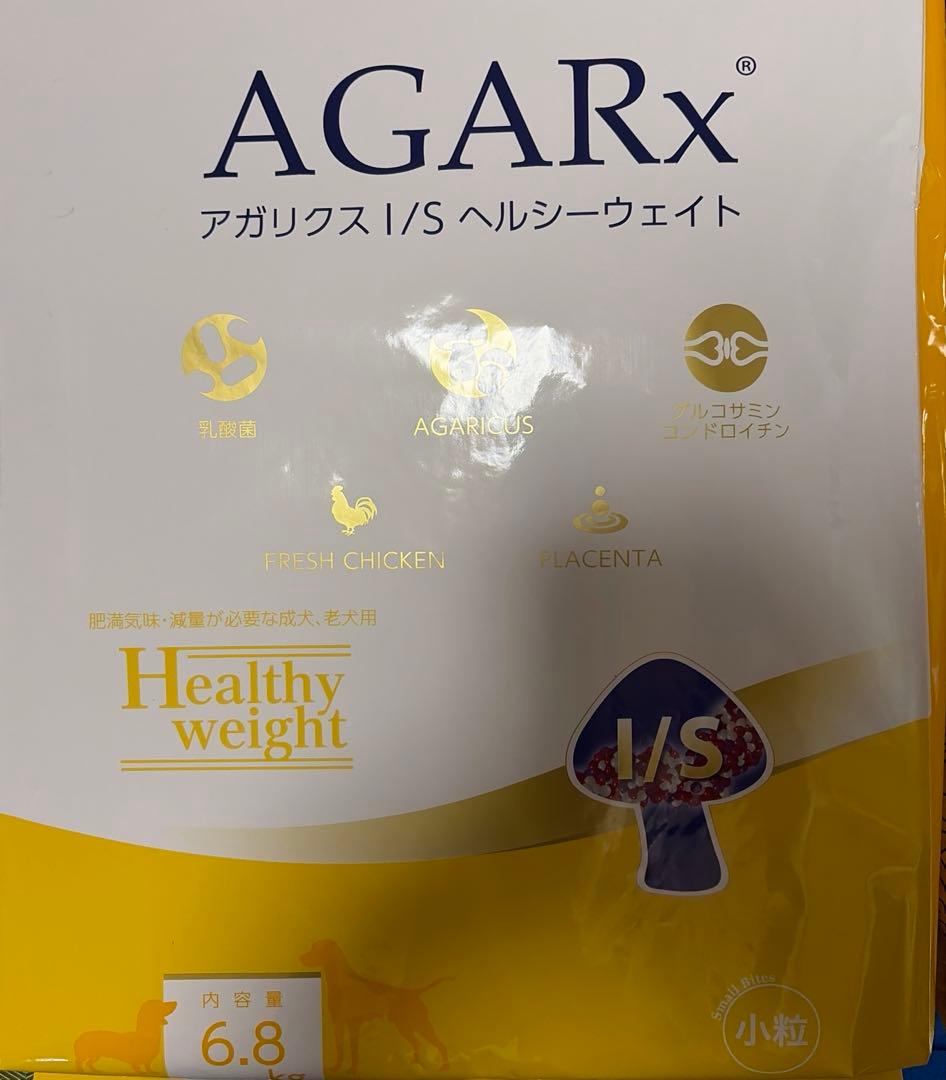 AGARx®
アガリクス I/S ヘルシーウェイト
乳酸菌
AGARICUS
グルコサミン
コンドロイチン
FRESH CHICKEN
PLACENTA
肥満気味・減量が必要な成犬、老犬用
Healthy
weight
I/S
内容量
6.8
kg
Small Bites
小粒